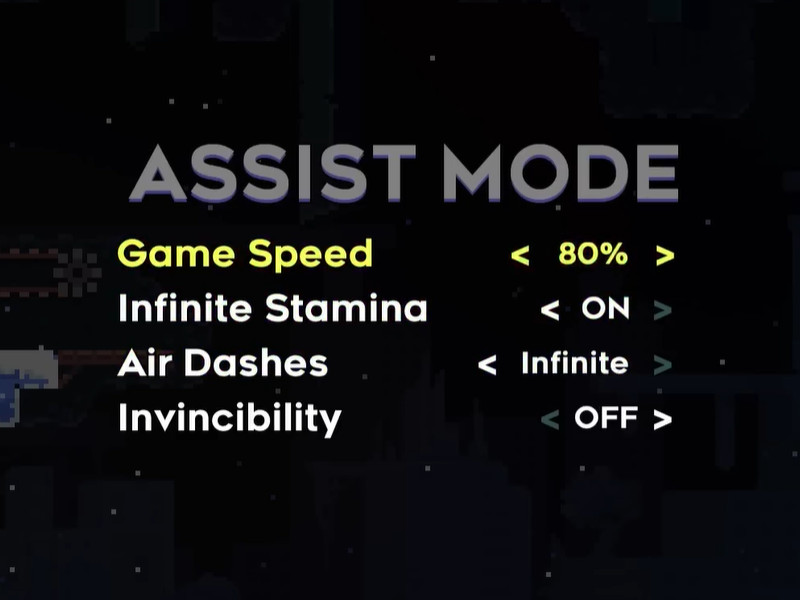 ASSIST MODE
Game Speed < 80% >
Infinite Stamina < ON >
Air Dashes < Infinite >
Invincibility < OFF >